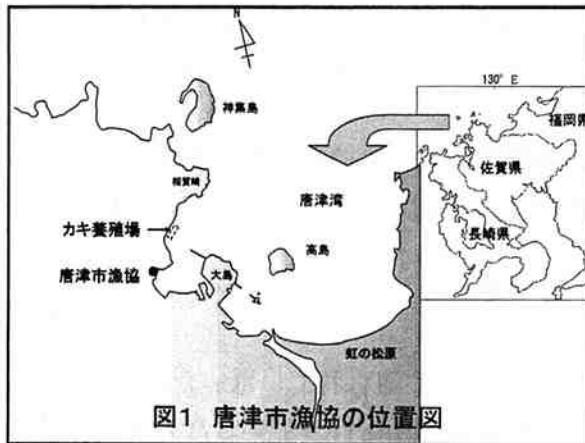 N
130° E
神集島
福岡県
佐賀県
相賀崎
唐津湾
カキ養殖場
高島
長崎県
唐津市漁協
大島
虹の松原
図1 唐津市漁協の位置図